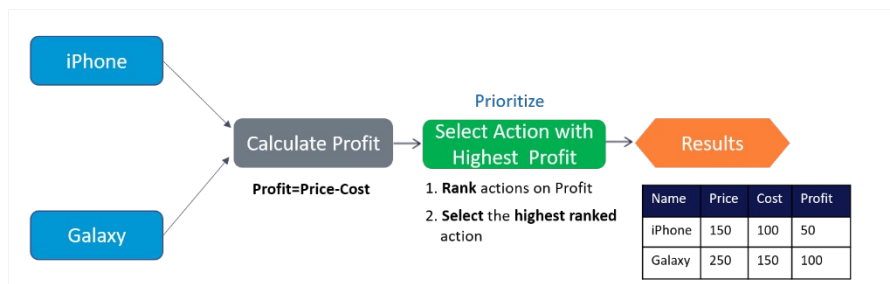 iPhone
Prioritize
Calculate Profit
Select Action with
Highest Profit
Results
Profit=Price-Cost
1. Rank actions on Profit
2. Select the highest ranked
action
Galaxy
Name Price Cost Profit
iPhone 150 100 50
Galaxy 250 150 100